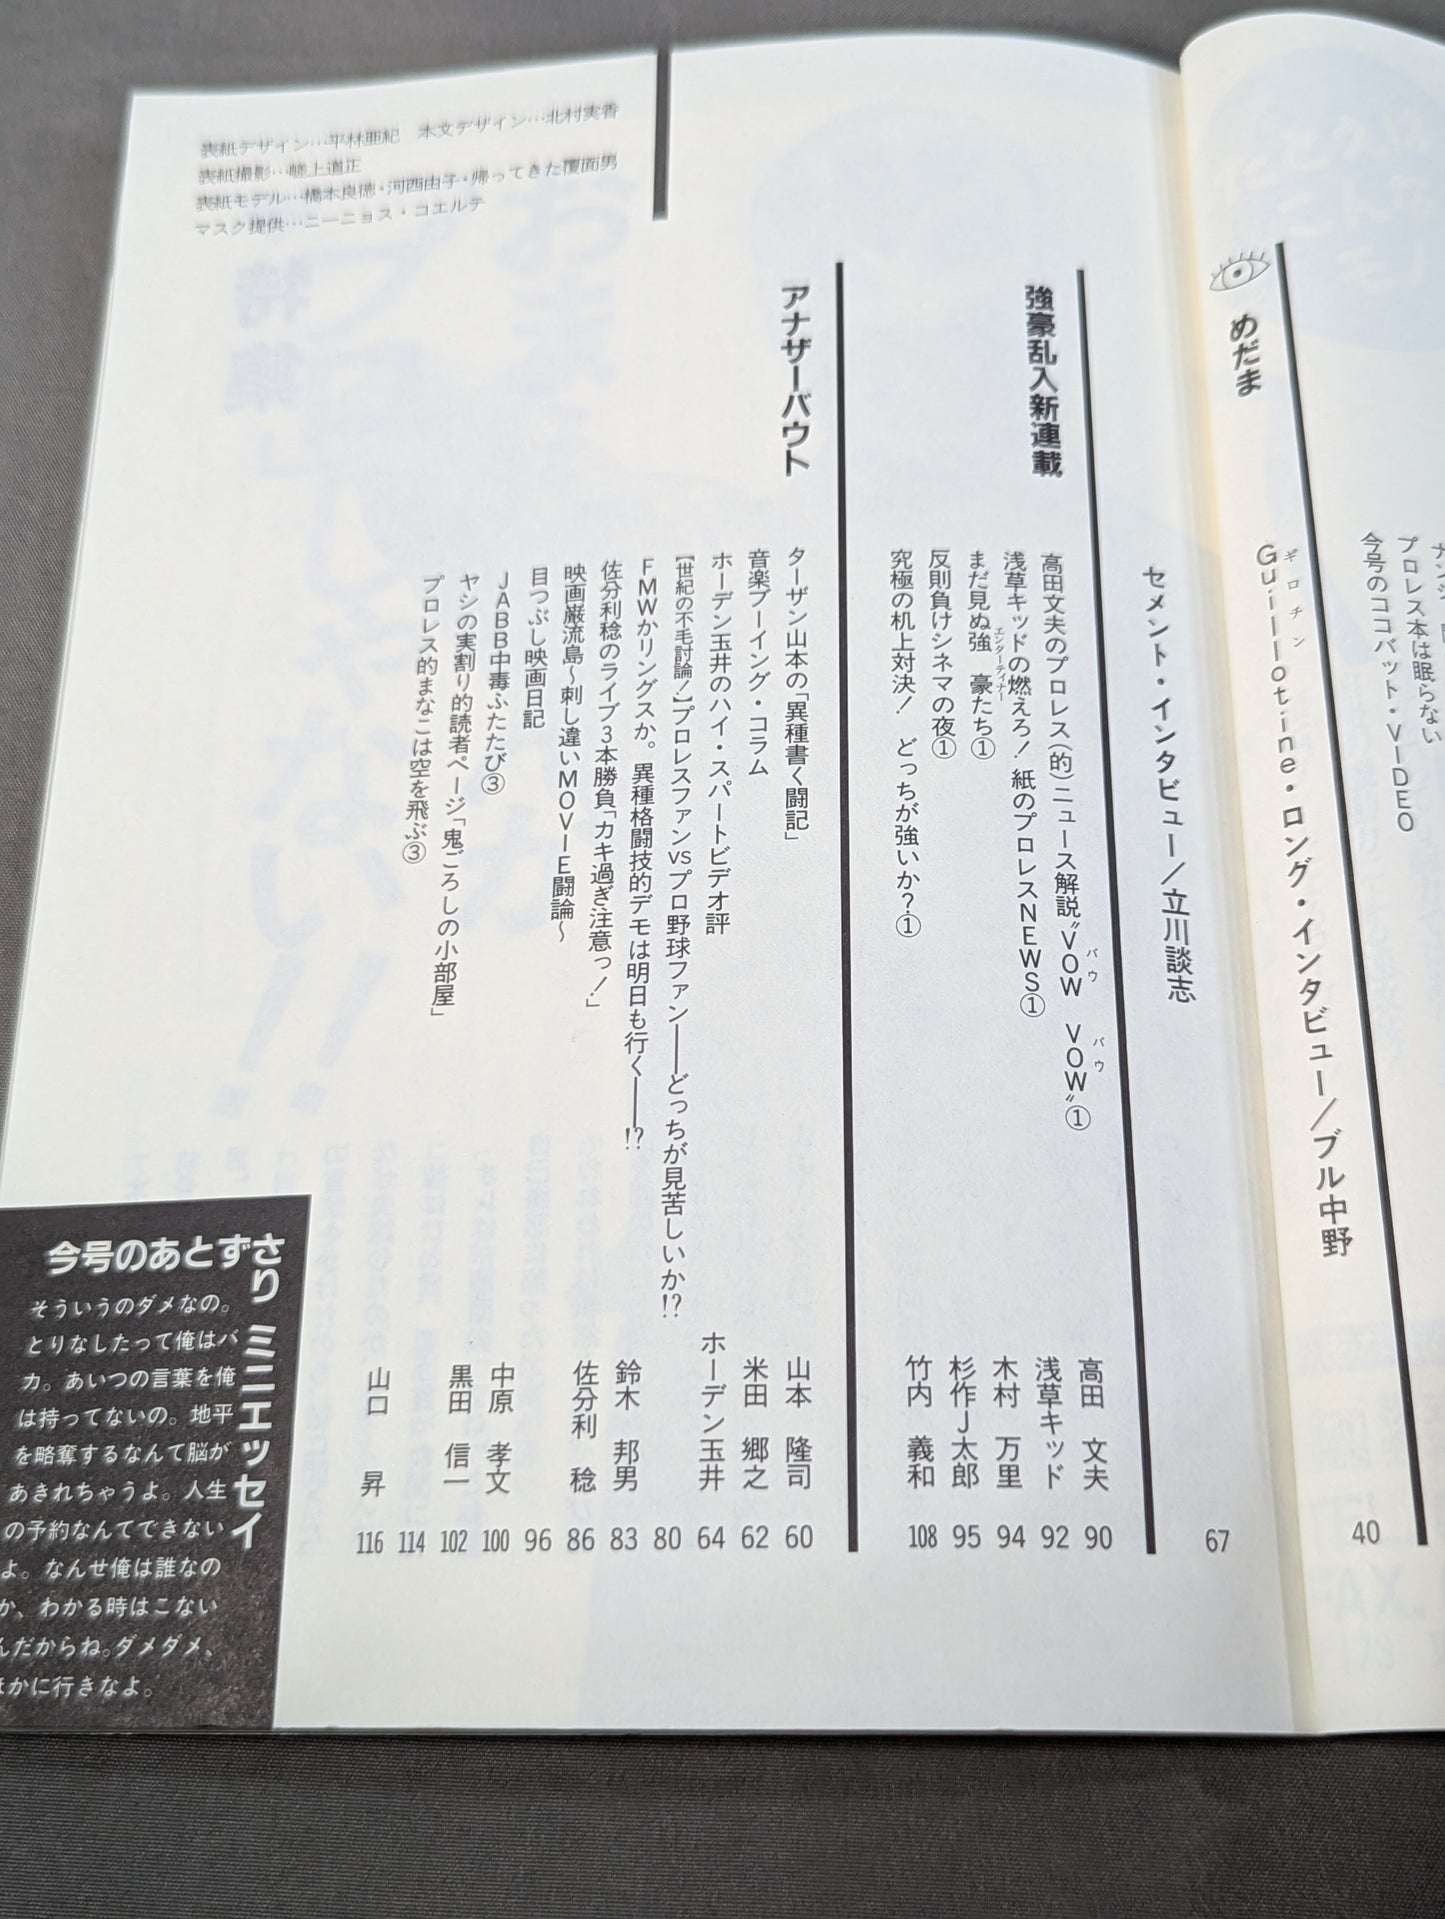 今号のココバット・VIDEO
プロレス本は眠らない
めだま
Guillotine・ロング・インタビュー/ブル中野
ギロチン
40
セメント・インタビュー/立川談志
67
強豪乱入新連載
高田文夫のプロレス(的)ニュース解説“VOW VOW”①
バウ バウ
高田 文夫
90
浅草キッドの燃えろ! 紙のプロレスNEWS①
浅草キッド
92
まだ見ぬ強豪たち①
エンターティナー
木村 万里
94
反則負けシネマの夜①
杉作J太郎
95
究極の机上対決! どっちが強いか?①
竹内 義和
108
アナザーバウト
ターザン山本の「異種書く闘記」
山本 隆司
60
音楽ブーイング・コラム
米田 郷之
62
ホーデン玉井のハイ・スパートビデオ評
ホーデン玉井
64
【世紀の不毛討論!】プロレスファンvsプロ野球ファン——どっちが見苦しいか!?
80
FMWかリングスか。異種格闘技的デモは明日も行く——!?
鈴木 邦男
83
佐分利稔のライブ3本勝負「カキ過ぎ注意っ!」
佐分利 稔
86
映画巌流島〜刺し違いMOVIE闘論〜
96
目つぶし映画日記
中原 孝文
100
JABB中毒ふたたび③
黒田 信一
102
ヤシの実割り的読者ページ「鬼ごろしの小部屋」
114
プロレス的まなこは空を飛ぶ③
山口 昇
116
表紙デザイン…平林亜紀 本文デザイン…北村実香
表紙撮影…樋上道正
表紙モデル…橋本良徳・河西由子・帰ってきた覆面男
マスク提供…ニーニョス・コエルテ
今号のあとずさり ミニエッセイ
そういうのダメなの。
とりなしたって俺はバ
カ。あいつの言葉を俺
は持ってないの。地平
を略奪するなんて脳が
あきれちゃうよ。人生
の予約なんてできない
よ。なんせ俺は誰なの
か、わかる時はこない
んだからね。ダメダメ、
ほかに行きなよ。